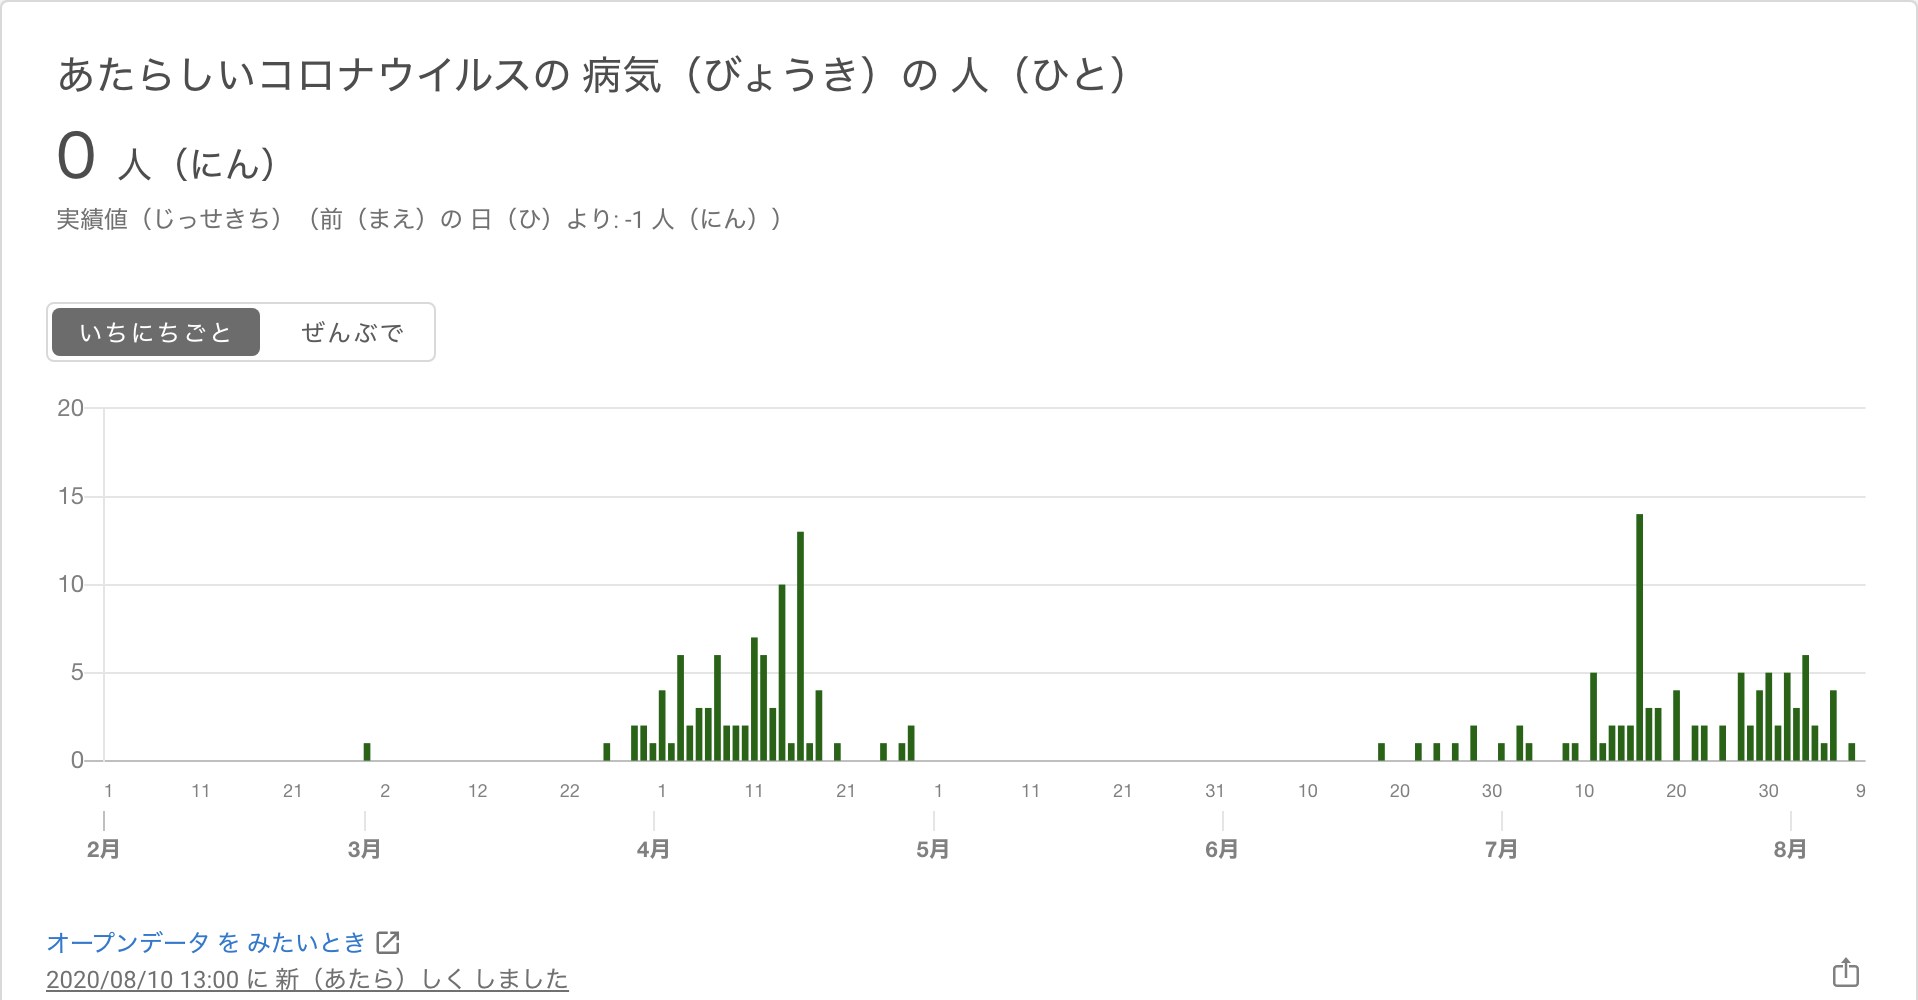 あたらしいコロナウイルスの 病気（びょうき）の 人（ひと）
0 人（にん）
実績値（じっせきち）（前（まえ）の 日（ひ）より: -1 人（にん））
いちにちごと ぜんぶで
20
15
10
5
0
1 11 21 2 12 22 1 11 21 1 11 21 31 10 20 30 10 20 30 9
2月 3月 4月 5月 6月 7月 8月
オープンデータ を みたいとき
2020/08/10 13:00 に 新（あたら）しく しました